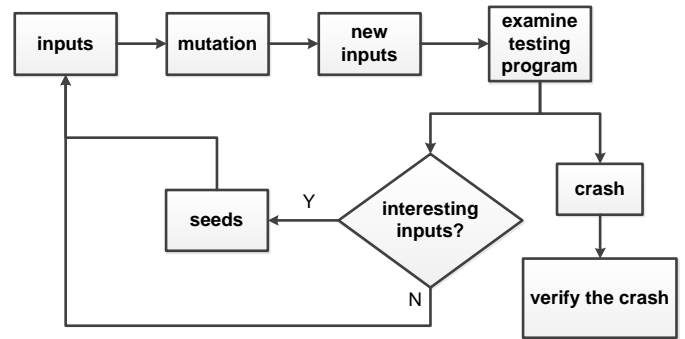 inputs
mutation
new
inputs
examine
testing
program
Y
seeds
interesting
inputs?
crash
N
verify the crash